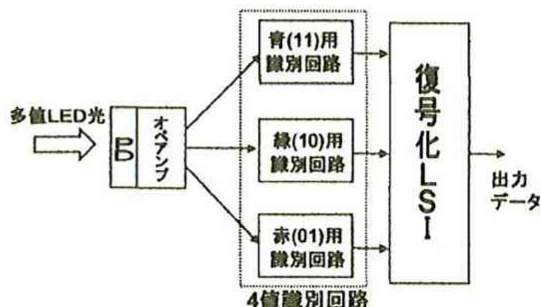 多値LED光
PD
オペアンプ
青(11)用
識別回路
緑(10)用
識別回路
赤(01)用
識別回路
4値識別回路
復号化LSI
出力
データ